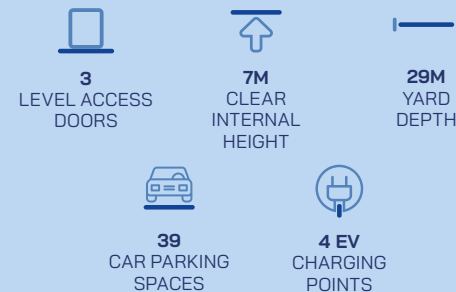 3
LEVEL ACCESS
DOORS
7M
CLEAR
INTERNAL
HEIGHT
29M
YARD
DEPTH
39
CAR PARKING
SPACES
4 EV
CHARGING
POINTS